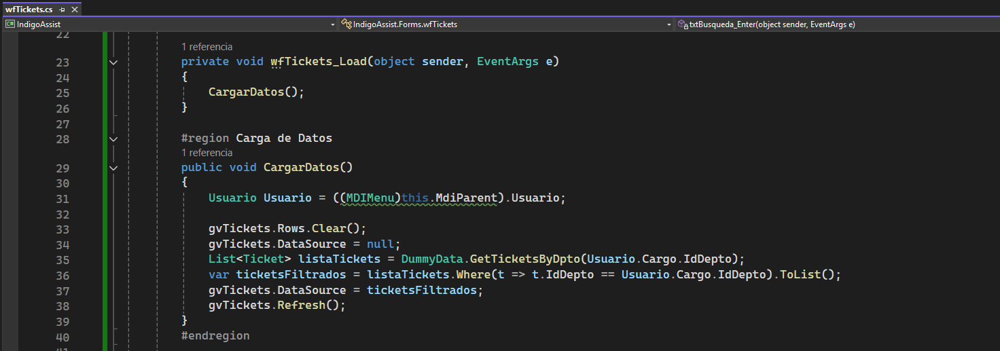 wfTickets.cs
IndigoAssist IndigoAssist.Forms.wfTickets txtBusqueda_Enter(object sender, EventArgs e)
22
1 referencia
23 private void wfTickets_Load(object sender, EventArgs e)
24 {
25 CargarDatos();
26 }
27
28 #region Carga de Datos
1 referencia
29 public void CargarDatos()
30 {
31 Usuario Usuario = ((MDIMenu)this.MdiParent).Usuario;
32
33 gvTickets.Rows.Clear();
34 gvTickets.DataSource = null;
35 List<Ticket> listaTickets = DummyData.GetTicketsByDpto(Usuario.Cargo.IdDepto);
36 var ticketsFiltrados = listaTickets.Where(t => t.IdDepto == Usuario.Cargo.IdDepto).ToList();
37 gvTickets.DataSource = ticketsFiltrados;
38 gvTickets.Refresh();
39 }
40 #endregion
41